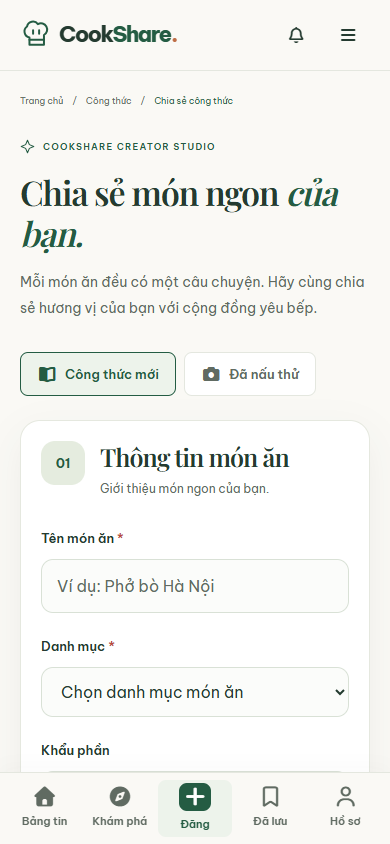 CookShare.
Trang chủ / Công thức / Chia sẻ công thức
COOKSHARE CREATOR STUDIO
Chia sẻ món ngon của
bạn.
Mỗi món ăn đều có một câu chuyện. Hãy cùng chia
sẻ hương vị của bạn với cộng đồng yêu bếp.
Công thức mới
Đã nấu thử
01
Thông tin món ăn
Giới thiệu món ngon của bạn.
Tên món ăn *
Ví dụ: Phở bò Hà Nội
Danh mục *
Chọn danh mục món ăn
Khẩu phần
Bảng tin
Khám phá
Đăng
Đã lưu
Hồ sơ